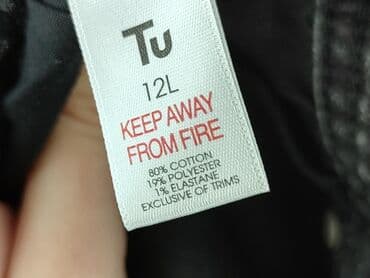 Tu
12L
KEEP AWAY
FROM FIRE
80% COTTON
19% POLYESTER
1% ELASTANE
EXCLUSIVE OF TRIMS